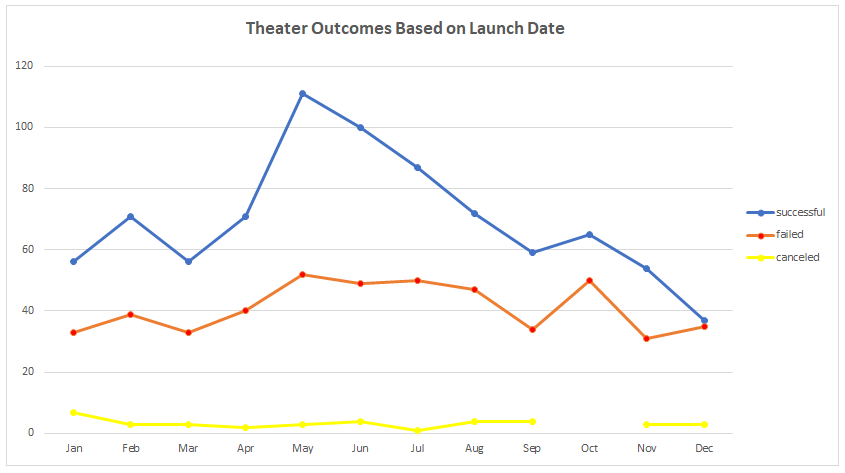 Theater Outcomes Based on Launch Date
120
100
80
60
40
20
0
Jan Feb Mar Apr May Jun Jul Aug Sep Oct Nov Dec
successful
failed
canceled